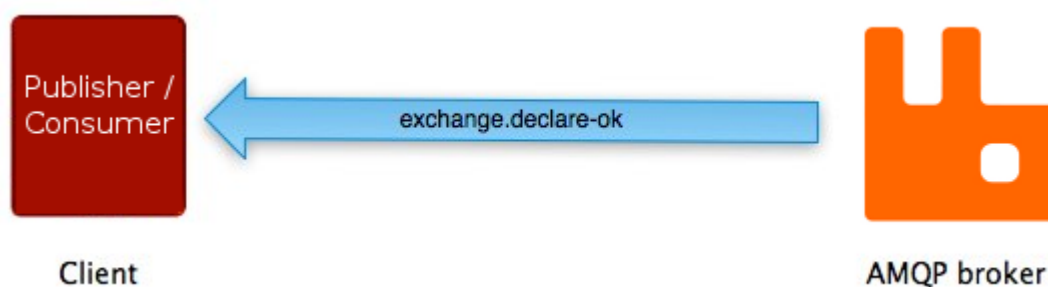 Publisher /
Consumer
exchange.declare-ok
Client
AMQP broker